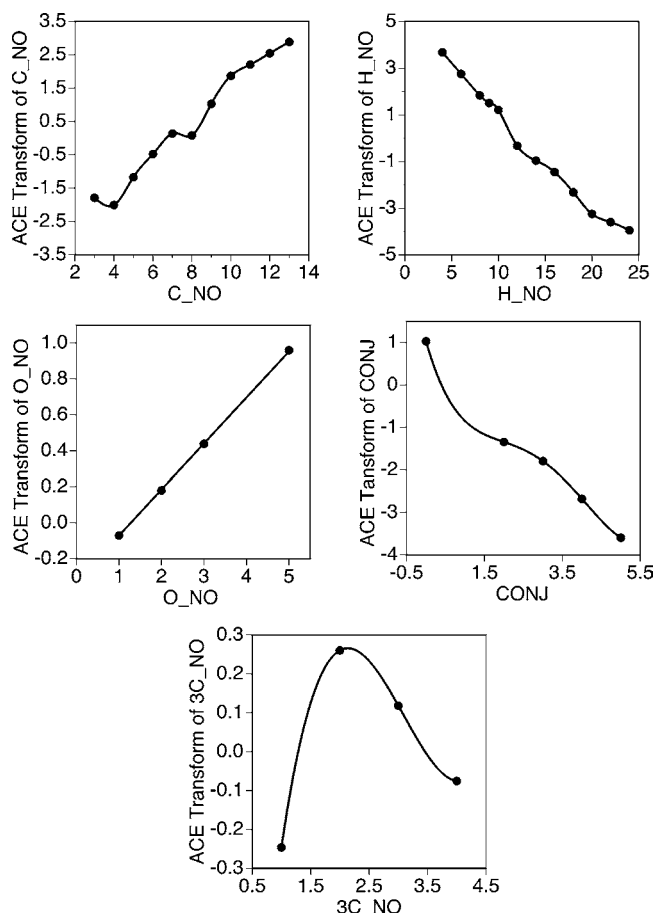 ACE Transform of C_NO
3.5
2.5
1.5
0.5
-0.5
-1.5
-2.5
-3.5
2 4 6 8 10 12 14
C_NO
ACE Transform of H_NO
5
3
1
-1
-3
-5
0 5 10 15 20 25
H_NO
ACE Transform of O_NO
1.0
0.8
0.6
0.4
0.2
0.0
-0.2
0 1 2 3 4 5
O_NO
ACE Tansform of CONJ
1
0
-1
-2
-3
-4
-0.5 1.5 3.5 5.5
CONJ
ACE Transform of 3C_NO
0.3
0.2
0.1
0.0
-0.1
-0.2
-0.3
0.5 1.5 2.5 3.5 4.5
3C_NO